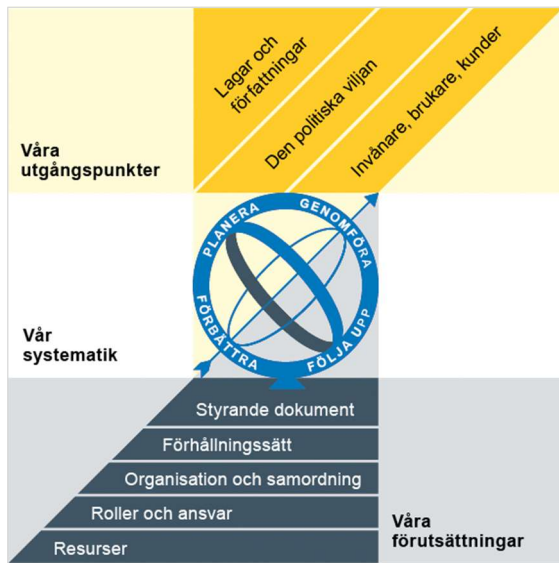 Lagar och
författningar
Den politiska viljan
Invånare, brukare, kunder
Våra
utgångspunkter
PLANERA
GENOMFÖRA
FÖRBÄTTRA
FÖLJA UPP
Vår
systematik
Styrande dokument
Förhållningssätt
Organisation och samordning
Roller och ansvar
Resurser
Våra
förutsättningar